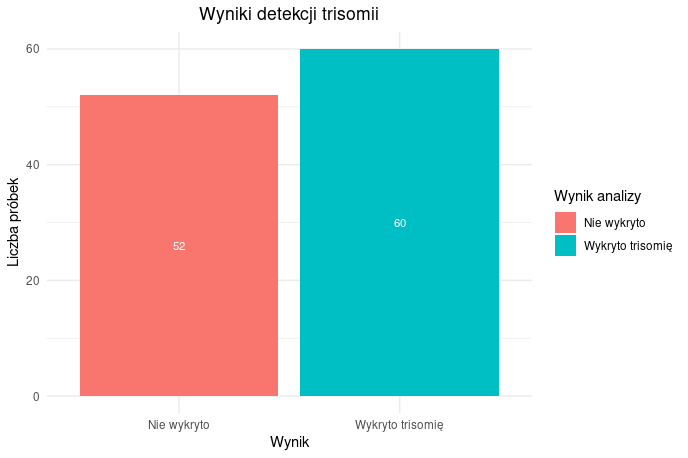 Wyniki detekcji trisomii
Liczba próbek
60
40
20
0
52
60
Nie wykryto
Wykryto trisomię
Wynik
Wynik analizy
Nie wykryto
Wykryto trisomię